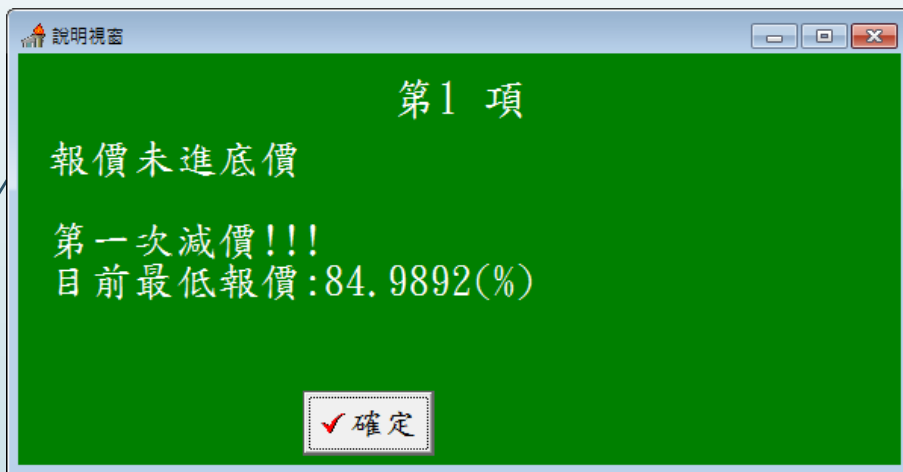 說明視窗
第1 項
報價未進底價
第一次減價!!!
目前最低報價:84.9892(%)
確定